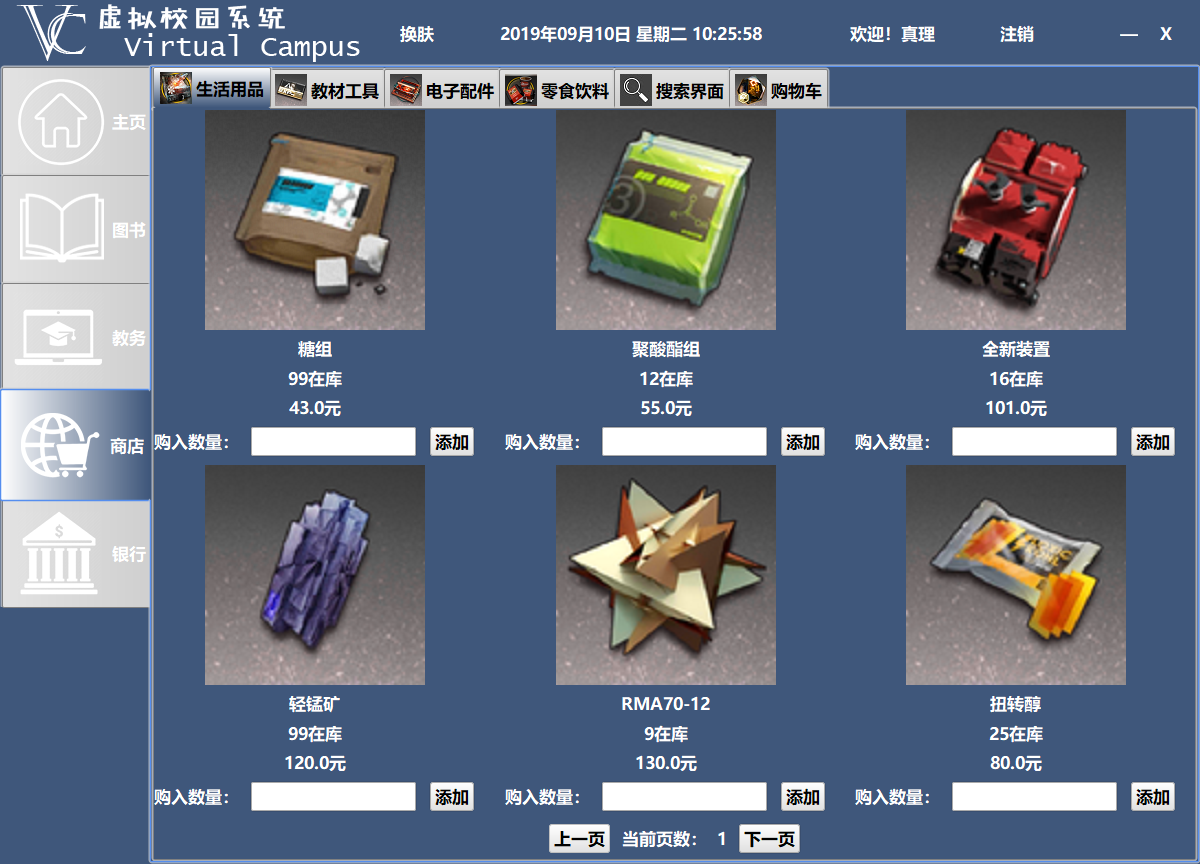 VC 虚拟校园系统
Virtual Campus
换肤 2019年09月10日 星期二 10:25:58 欢迎！真理 注销 — X
主页
图书
教务
商店
$
银行
生活用品 教材工具 电子配件 零食饮料 搜索界面 购物车
3
糖组 聚酸酯组 全新装置
99在库 12在库 16在库
43.0元 55.0元 101.0元
购入数量： 添加 购入数量： 添加 购入数量： 添加
轻锰矿 RMA70-12 扭转醇
99在库 9在库 25在库
120.0元 130.0元 80.0元
购入数量： 添加 购入数量： 添加 购入数量： 添加
上一页 当前页数： 1 下一页